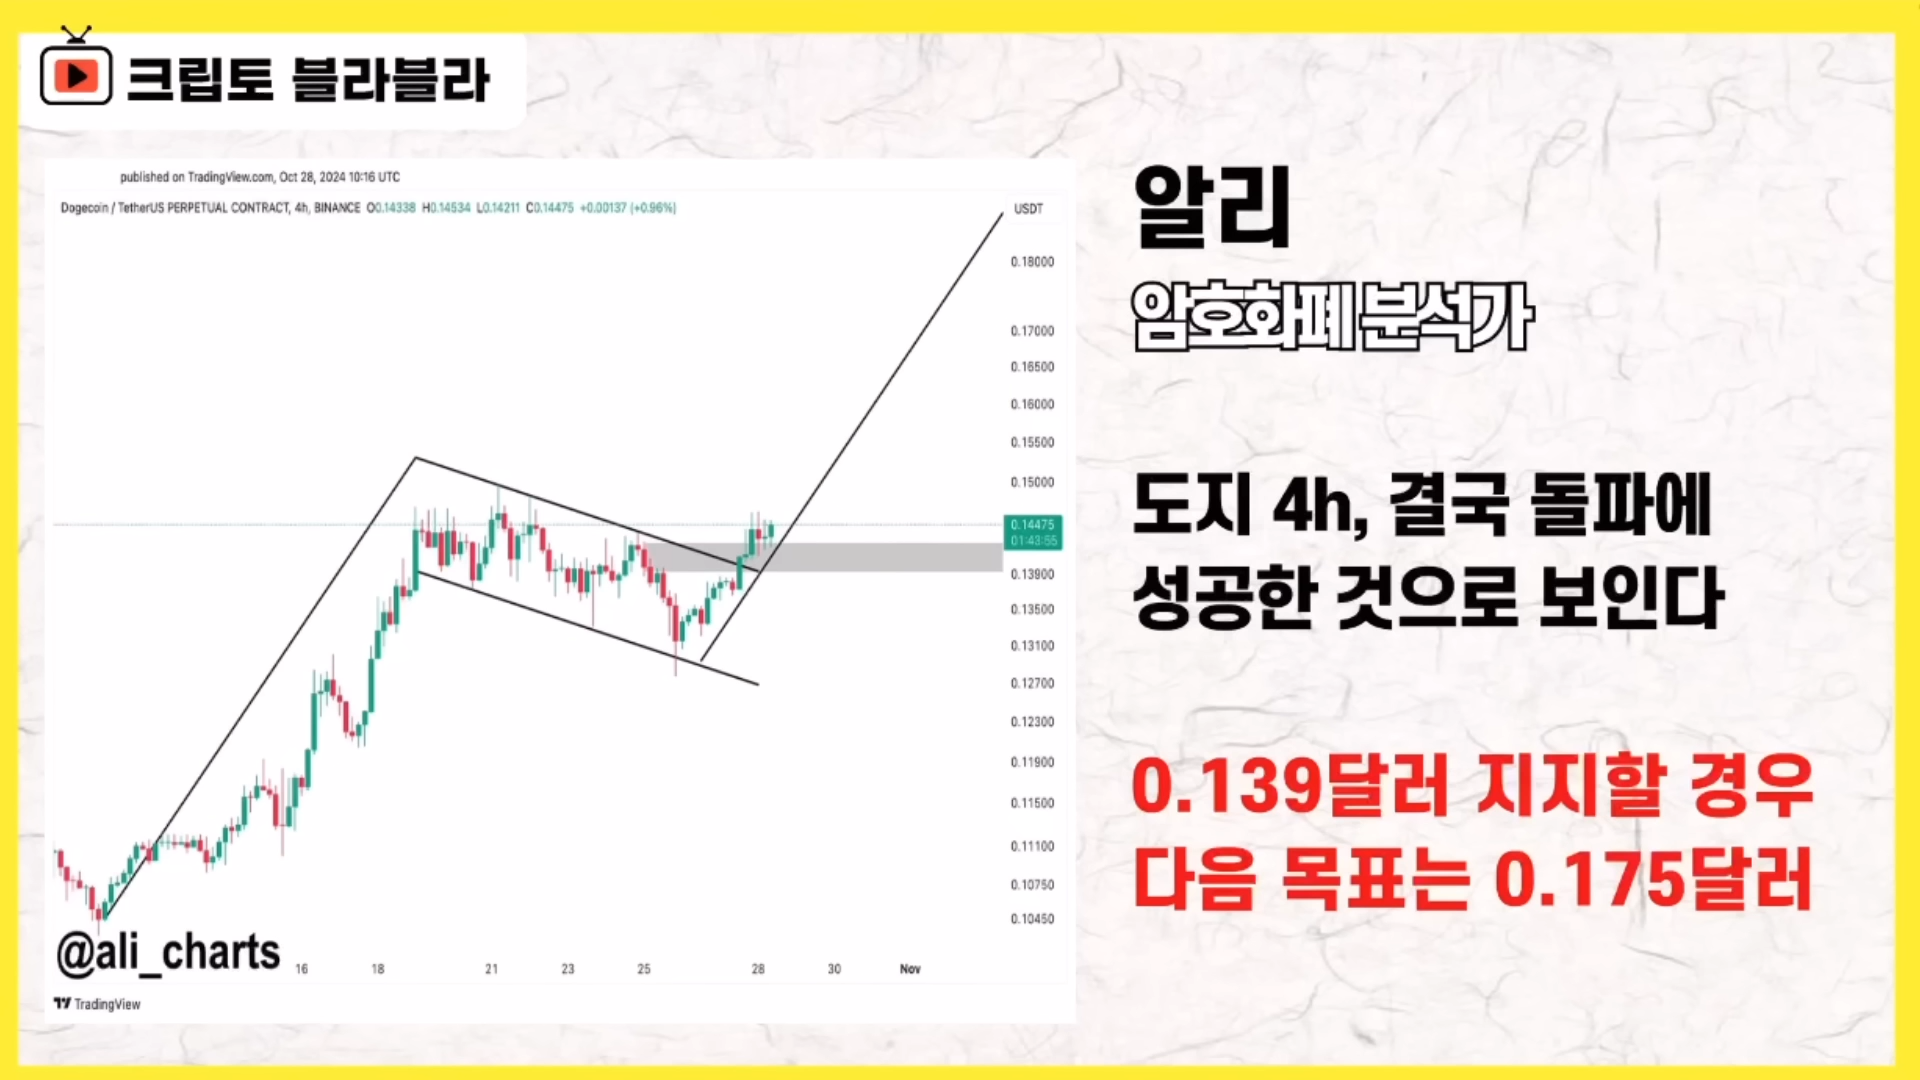 크립토 블라블라
published on TradingView.com, Oct 28, 2024 10:16 UTC
Dogecoin / TetherUS PERPETUAL CONTRACT, 4h, BINANCE O0.14338 H0.14534 L0.14211 C0.14475 +0.00137 (+0.96%)
USDT
0.18000
0.17000
0.16500
0.16000
0.15500
0.15000
0.14475
01:43:55
0.13900
0.13500
0.13100
0.12700
0.12300
0.11900
0.11500
0.11100
0.10750
0.10450
@ali_charts
16 18 21 23 25 28 30 Nov
TradingView
알리
암호화폐 분석가
도지 4h, 결국 돌파에
성공한 것으로 보인다
0.139달러 지지할 경우
다음 목표는 0.175달러